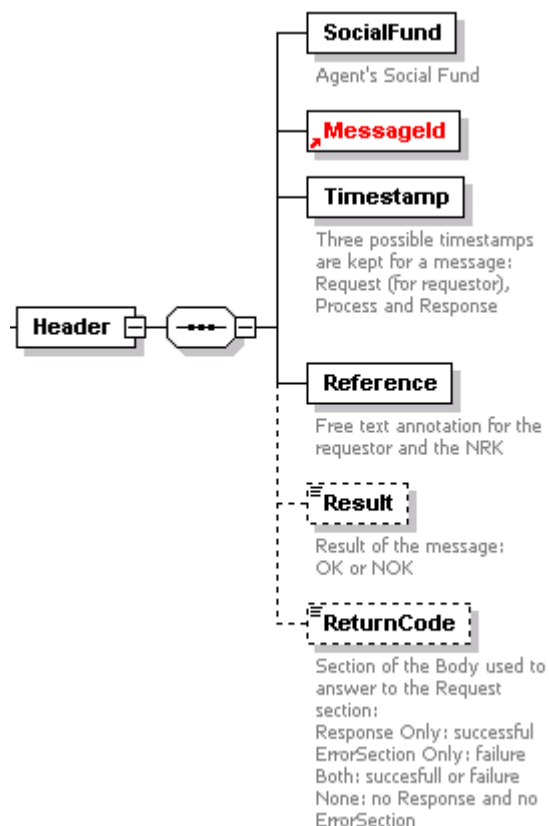 SocialFund
Agent's Social Fund
MessageId
Timestamp
Three possible timestamps
are kept for a message:
Request (for requestor),
Process and Response
Header
Reference
Free text annotation for the
requestor and the NRK
Result
Result of the message:
OK or NOK
ReturnCode
Section of the Body used to
answer to the Request
section:
Response Only: successful
ErrorSection Only: failure
Both: succesfull or failure
None: no Response and no
ErrorSection